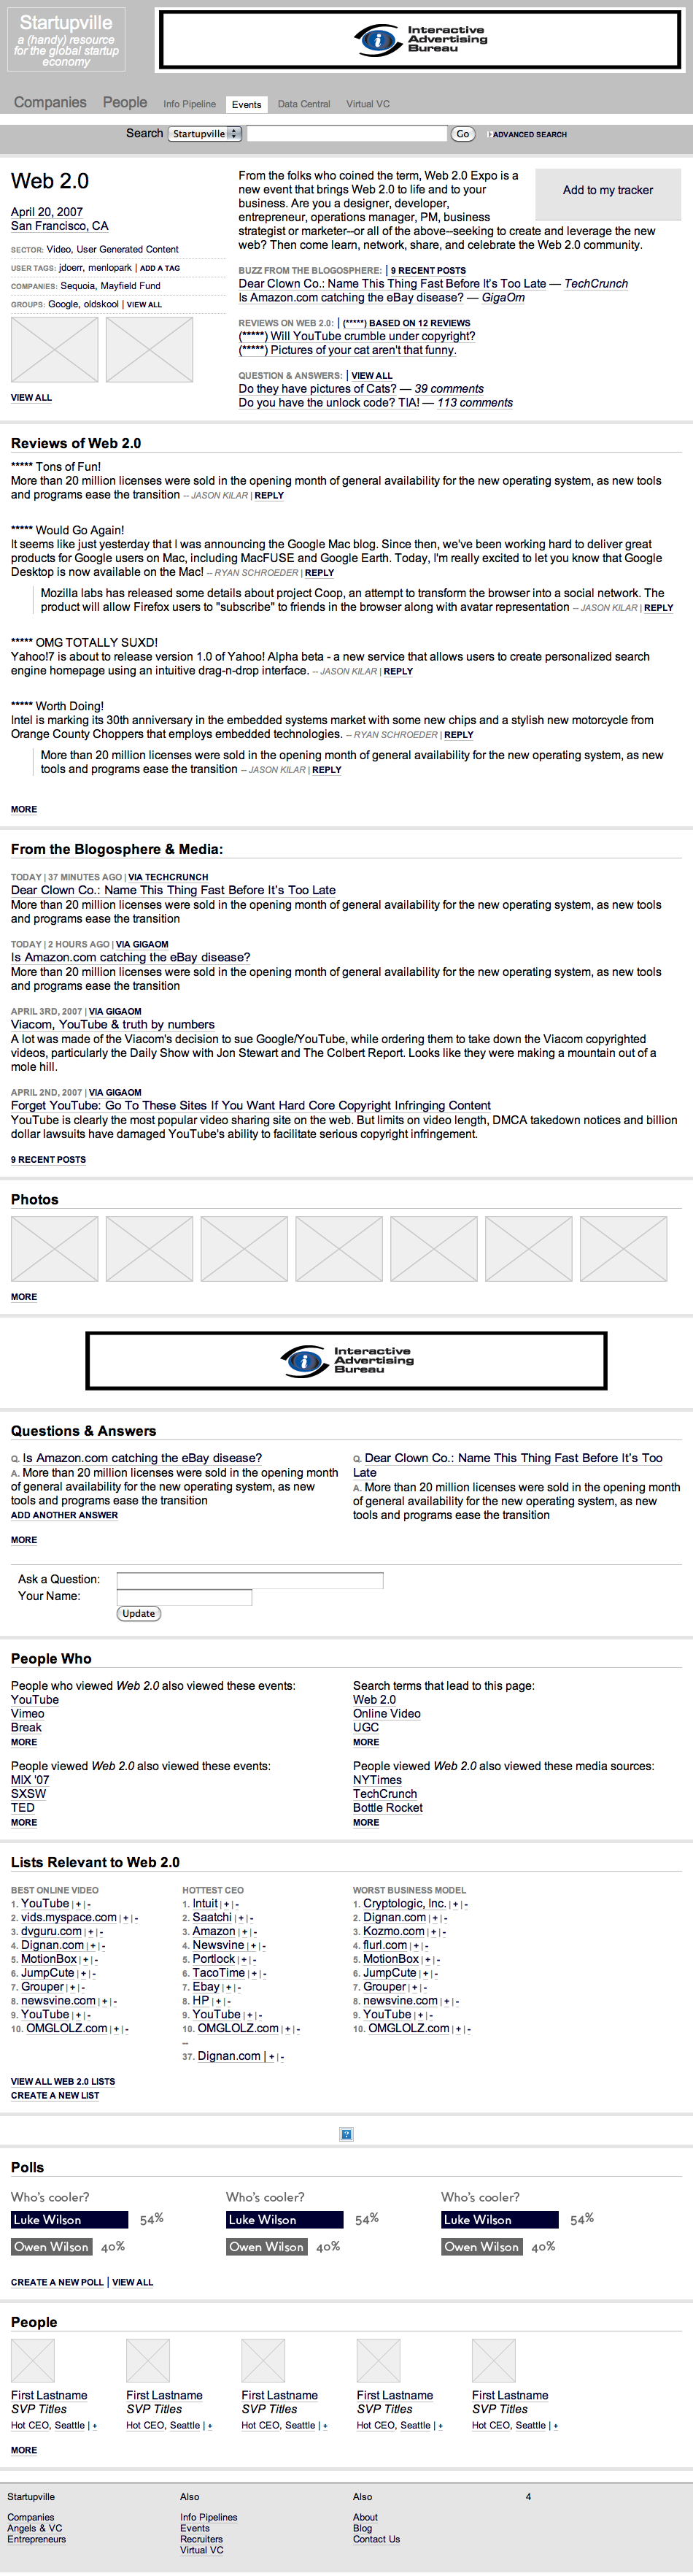 Startupville
a (handy) resource
for the global startup
economy
Interactive
Advertising
Bureau
Companies People Info Pipeline Events Data Central Virtual VC
Search Startupville Go ADVANCED SEARCH
Web 2.0
April 20, 2007
San Francisco, CA
SECTOR: Video, User Generated Content
USER TAGS: jdoerr, menlopark | ADD A TAG
COMPANIES: Sequoia, Mayfield Fund
GROUPS: Google, oldskool | VIEW ALL
VIEW ALL
From the folks who coined the term, Web 2.0 Expo is a
new event that brings Web 2.0 to life and to your
business. Are you a designer, developer,
entrepreneur, operations manager, PM, business
strategist or marketer--or all of the above--seeking to create and leverage the new
web? Then come learn, network, share, and celebrate the Web 2.0 community.
Add to my tracker
BUZZ FROM THE BLOGOSPHERE: | 9 RECENT POSTS
Dear Clown Co.: Name This Thing Fast Before It's Too Late — TechCrunch
Is Amazon.com catching the eBay disease? — GigaOm
REVIEWS ON WEB 2.0: | (*****) BASED ON 12 REVIEWS
(*****) Will YouTube crumble under copyright?
(*****) Pictures of your cat aren't that funny.
QUESTION & ANSWERS: | VIEW ALL
Do they have pictures of Cats? — 39 comments
Do you have the unlock code? TIA! — 113 comments
Reviews of Web 2.0
***** Tons of Fun!
More than 20 million licenses were sold in the opening month of general availability for the new operating system, as new tools
and programs ease the transition -- JASON KILAR | REPLY
***** Would Go Again!
It seems like just yesterday that I was announcing the Google Mac blog. Since then, we've been working hard to deliver great
products for Google users on Mac, including MacFUSE and Google Earth. Today, I'm really excited to let you know that Google
Desktop is now available on the Mac! -- RYAN SCHROEDER | REPLY
Mozilla labs has released some details about project Coop, an attempt to transform the browser into a social network. The
product will allow Firefox users to "subscribe" to friends in the browser along with avatar representation -- JASON KILAR | REPLY
***** OMG TOTALLY SUXD!
Yahoo!7 is about to release version 1.0 of Yahoo! Alpha beta - a new service that allows users to create personalized search
engine homepage using an intuitive drag-n-drop interface. -- JASON KILAR | REPLY
***** Worth Doing!
Intel is marking its 30th anniversary in the embedded systems market with some new chips and a stylish new motorcycle from
Orange County Choppers that employs embedded technologies. -- RYAN SCHROEDER | REPLY
More than 20 million licenses were sold in the opening month of general availability for the new operating system, as new
tools and programs ease the transition -- JASON KILAR | REPLY
MORE
From the Blogosphere & Media:
TODAY | 37 MINUTES AGO | VIA TECHCRUNCH
Dear Clown Co.: Name This Thing Fast Before It's Too Late
More than 20 million licenses were sold in the opening month of general availability for the new operating system, as new tools
and programs ease the transition
TODAY | 2 HOURS AGO | VIA GIGAOM
Is Amazon.com catching the eBay disease?
More than 20 million licenses were sold in the opening month of general availability for the new operating system, as new tools
and programs ease the transition
APRIL 3RD, 2007 | VIA GIGAOM
Viacom, YouTube & truth by numbers
A lot was made of the Viacom's decision to sue Google/YouTube, while ordering them to take down the Viacom copyrighted
videos, particularly the Daily Show with Jon Stewart and The Colbert Report. Looks like they were making a mountain out of a
mole hill.
APRIL 2ND, 2007 | VIA GIGAOM
Forget YouTube: Go To These Sites If You Want Hard Core Copyright Infringing Content
YouTube is clearly the most popular video sharing site on the web. But limits on video length, DMCA takedown notices and billion
dollar lawsuits have damaged YouTube's ability to facilitate serious copyright infringement.
9 RECENT POSTS
Photos
MORE
Interactive
Advertising
Bureau
Questions & Answers
Q. Is Amazon.com catching the eBay disease?
A. More than 20 million licenses were sold in the opening month
of general availability for the new operating system, as new
tools and programs ease the transition
ADD ANOTHER ANSWER
Q. Dear Clown Co.: Name This Thing Fast Before It's Too
Late
A. More than 20 million licenses were sold in the opening month
of general availability for the new operating system, as new
tools and programs ease the transition
MORE
Ask a Question:
Your Name:
Update
People Who
People who viewed Web 2.0 also viewed these events:
YouTube
Vimeo
Break
MORE
Search terms that lead to this page:
Web 2.0
Online Video
UGC
MORE
People viewed Web 2.0 also viewed these events:
MIX '07
SXSW
TED
MORE
People viewed Web 2.0 also viewed these media sources:
NYTimes
TechCrunch
Bottle Rocket
MORE
Lists Relevant to Web 2.0
BEST ONLINE VIDEO
1. YouTube | + | -
2. vids.myspace.com | + | -
3. dvguru.com | + | -
4. Dignan.com | + | -
5. MotionBox | + | -
6. JumpCute | + | -
7. Grouper | + | -
8. newsvine.com | + | -
9. YouTube | + | -
10. OMGLOLZ.com | + | -
HOTTEST CEO
1. Intuit | + | -
2. Saatchi | + | -
3. Amazon | + | -
4. Newsvine | + | -
5. Portlock | + | -
6. TacoTime | + | -
7. Ebay | + | -
8. HP | + | -
9. YouTube | + | -
10. OMGLOLZ.com | + | -
--
37. Dignan.com | + | -
WORST BUSINESS MODEL
1. Cryptologic, Inc. | + | -
2. Dignan.com | + | -
3. Kozmo.com | + | -
4. flurl.com | + | -
5. MotionBox | + | -
6. JumpCute | + | -
7. Grouper | + | -
8. newsvine.com | + | -
9. YouTube | + | -
10. OMGLOLZ.com | + | -
VIEW ALL WEB 2.0 LISTS
CREATE A NEW LIST
?
Polls
Who's cooler? Who's cooler? Who's cooler?
Luke Wilson 54% Luke Wilson 54% Luke Wilson 54%
Owen Wilson 40% Owen Wilson 40% Owen Wilson 40%
CREATE A NEW POLL | VIEW ALL
People
First Lastname First Lastname First Lastname First Lastname First Lastname
SVP Titles SVP Titles SVP Titles SVP Titles SVP Titles
Hot CEO, Seattle | + Hot CEO, Seattle | + Hot CEO, Seattle | + Hot CEO, Seattle | + Hot CEO, Seattle | +
MORE
Startupville
Companies
Angels & VC
Entrepreneurs
Also
Info Pipelines
Events
Recruiters
Virtual VC
Also
About
Blog
Contact Us
4